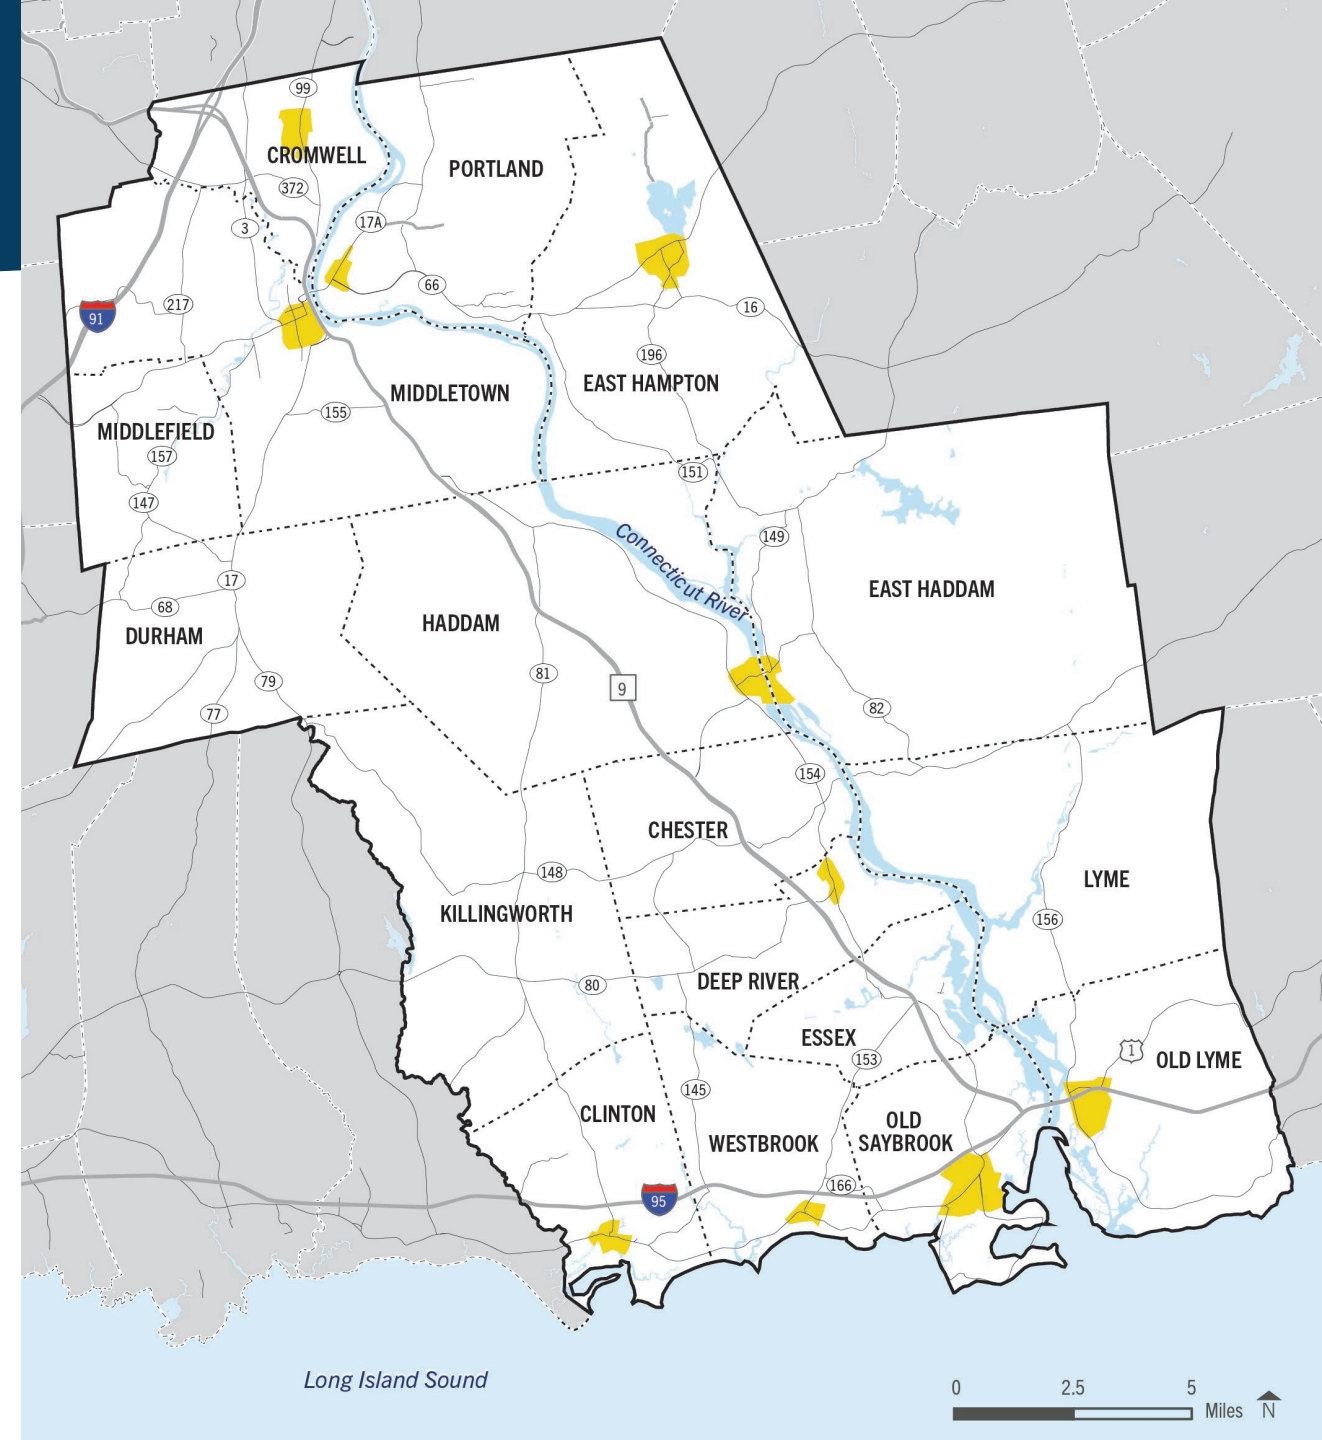 99
CROMWELL
PORTLAND
372
17A
3
66
217
91
16
196
MIDDLETOWN
EAST HAMPTON
155
MIDDLEFIELD
157
151
147
149
Connecticut River
17
EAST HADDAM
68
DURHAM
HADDAM
79
81
9
77
82
154
CHESTER
148
LYME
KILLINGWORTH
156
80
DEEP RIVER
ESSEX
1
OLD LYME
153
145
CLINTON
OLD
SAYBROOK
WESTBROOK
166
95
Long Island Sound
0
2.5
5
Miles
N